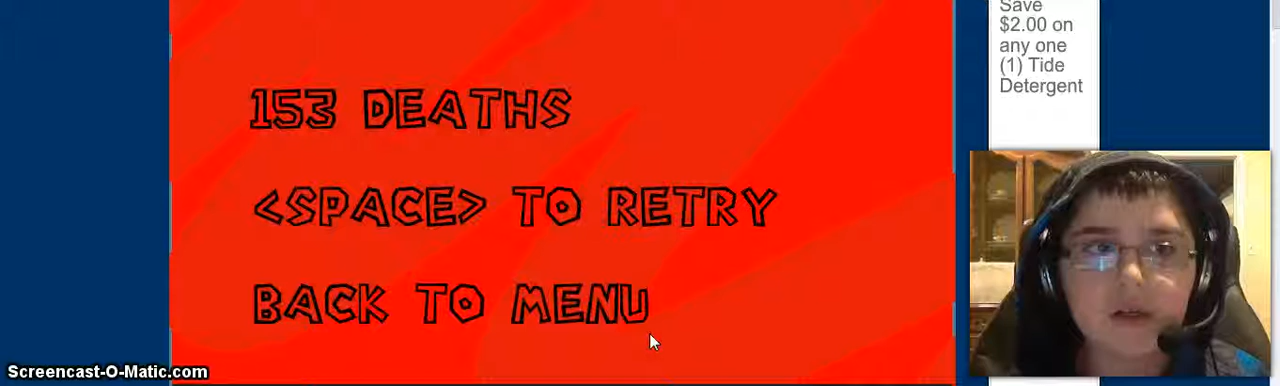 Save
$2.00 on
any one
(1) Tide
Detergent
153 DEATHS
<SPACE> TO RETRY
BACK TO MENU
Screencast-O-Matic.com